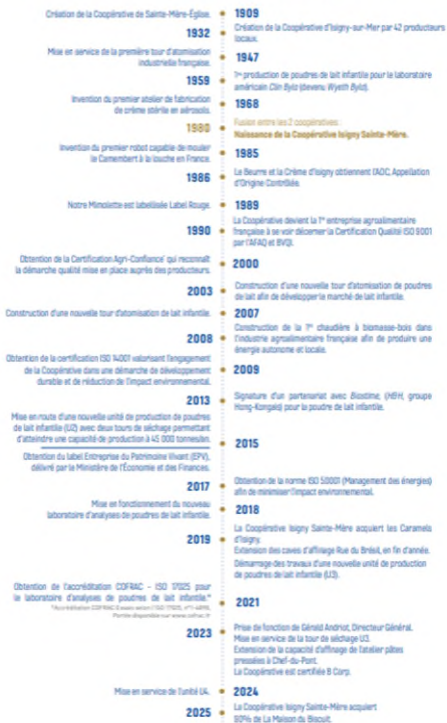 Création de la Coopérative de Sainte-Mère-Église.
1909
Création de la Coopérative d'Isigny-sur-Mer par 42 producteurs
locaux.
1932
Mise en service de la première tour d'atomisation
industrielle française.
1947
1ère production de poudres de lait infantile pour le laboratoire
américain Clin Byla (devenu Wyeth Byla).
1959
Invention du premier atelier de fabrication
de crème stérile en aérosols.
1968
Fusion entre les 2 coopératives :
Naissance de la Coopérative Isigny Sainte-Mère.
1980
Invention du premier robot capable de mouler
le Camembert à la louche en France.
1985
Le Beurre et la Crème d'Isigny obtiennent l'AOC, Appellation
d'Origine Contrôlée.
1986
Notre Mimolette est labellisée Label Rouge.
1989
La Coopérative devient la 1ère entreprise agroalimentaire
française à se voir décerner la Certification Qualité ISO 9001
par l'AFAQ et BVQI.
1990
Obtention de la Certification Agri-Confiance® qui reconnaît
la démarche qualité mise en place auprès des producteurs.
2000
Construction d'une nouvelle tour d'atomisation de poudres
de lait afin de développer le marché de lait infantile.
2003
Construction d'une nouvelle tour d'atomisation de lait infantile.
2007
Construction de la 1ère chaudière à biomasse-bois dans
l'industrie agroalimentaire française afin de produire une
énergie autonome et locale.
2008
Obtention de la certification ISO 14001 valorisant l'engagement
de la Coopérative dans une démarche de développement
durable et de réduction de l'impact environnemental.
2009
Signature d'un partenariat avec Biostime, (H&H, groupe
Hong-Kongais) pour la poudre de lait infantile.
2013
Mise en route d'une nouvelle unité de production de poudres
de lait infantile (U2) avec deux tours de séchage permettant
d'atteindre une capacité de production à 45 000 tonnes/an.
Obtention du label Entreprise du Patrimoine Vivant (EPV),
délivré par le Ministère de l'Économie et des Finances.
2015
Obtention de la norme ISO 50001 (Management des énergies)
afin de minimiser l'impact environnemental.
2017
Mise en fonctionnement du nouveau
laboratoire d'analyses de poudres de lait infantile.
2018
La Coopérative Isigny Sainte-Mère acquiert les Caramels
d'Isigny.
Extension des caves d'affinage Rue du Brésil, en fin d'année.
Démarrage des travaux d'une nouvelle unité de production
de poudres de lait infantile (U3).
2019
Obtention de l'accréditation COFRAC - ISO 17025 pour
le laboratoire d'analyses de poudres de lait infantile.*
Portée disponible sur www.cofrac.fr
2021
Prise de fonction de Gérald Andriot, Directeur Général.
Mise en service de la tour de séchage U3.
Extension de la capacité d'affinage de l'atelier pâtes
pressées à Chef-du-Pont.
La Coopérative est certifiée B Corp.
2023
Mise en service de l'unité U4.
2024
La Coopérative Isigny Sainte-Mère acquiert
90% de La Maison du Biscuit.
2025